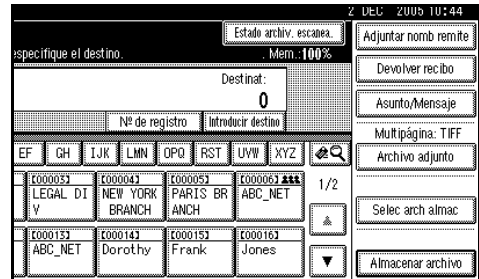 2 DEC 2005 10:44
Estado archiv. escanea.
Adjuntar nomb remite
especifique el destino.
. Mem.:100%
Devolver recibo
Destinat:
0
Asunto/Mensaje
Nº de registro
Introducir destino
Multipágina: TIFF
EF GH IJK LMN OPQ RST UVW XYZ
Archivo adjunto
[00003] [00004] [00005] [00006]
LEGAL DI NEW YORK PARIS BR ABC_NET
V BRANCH ANCH
1/2
Selec arch almac
[00013] [00014] [00015] [00016]
ABC_NET Dorothy Frank Jones
Almacenar archivo